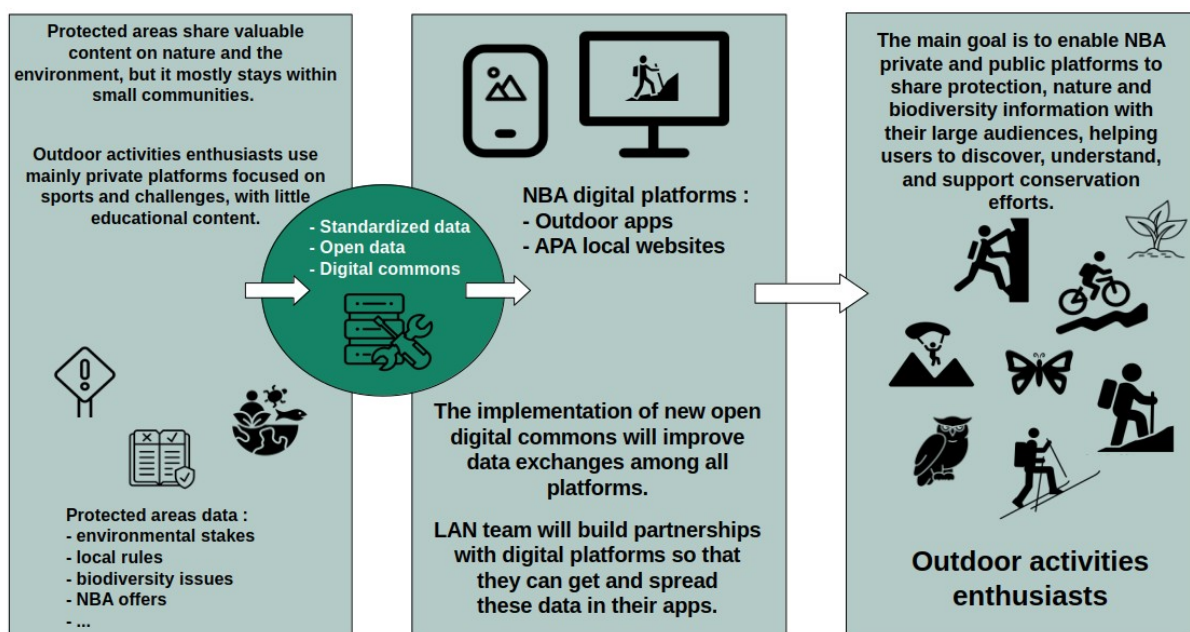 Protected areas share valuable
content on nature and the
environment, but it mostly stays within
small communities.
Outdoor activities enthusiasts use
mainly private platforms focused on
sports and challenges, with little
educational content.
Protected areas data :
- environmental stakes
- local rules
- biodiversity issues
- NBA offers
- ...
- Standardized data
- Open data
- Digital commons
NBA digital platforms :
- Outdoor apps
- APA local websites
The implementation of new open
digital commons will improve
data exchanges among all
platforms.
LAN team will build partnerships
with digital platforms so that
they can get and spread
these data in their apps.
The main goal is to enable NBA
private and public platforms to
share protection, nature and
biodiversity information with
their large audiences, helping
users to discover, understand,
and support conservation
efforts.
Outdoor activities
enthusiasts